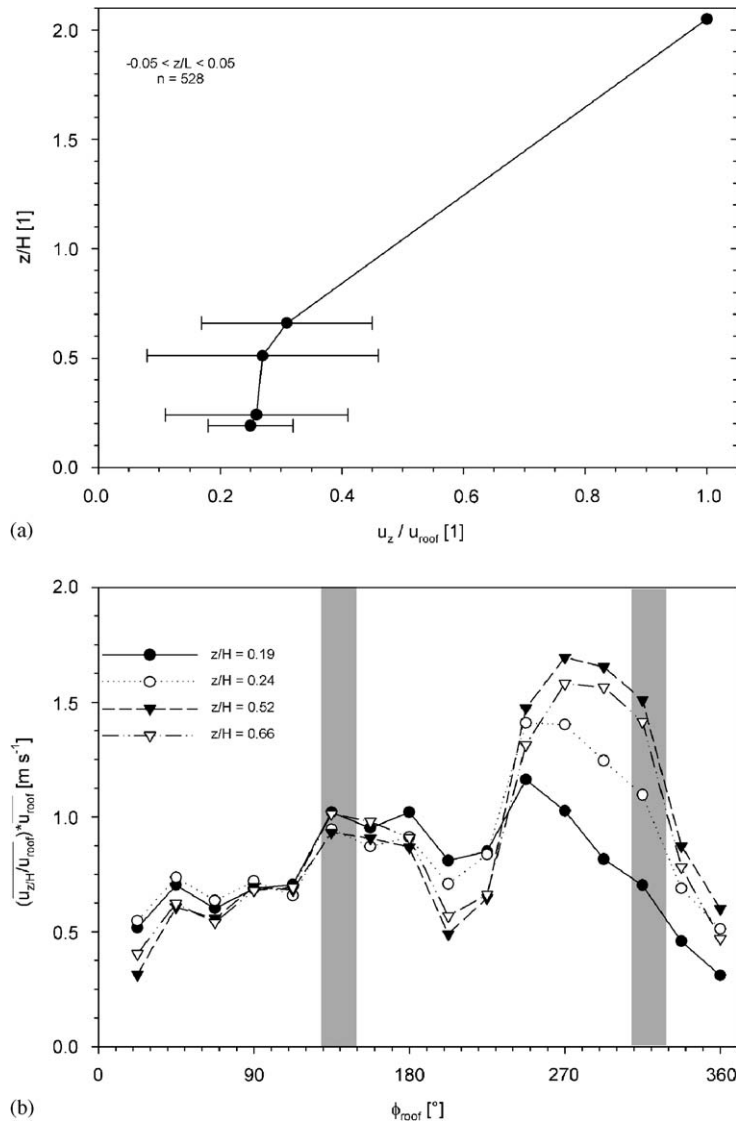 2.0
-0.05 < z/L < 0.05
n = 528
1.5
z/H [1]
1.0
0.5
0.0
0.0 0.2 0.4 0.6 0.8 1.0
(a)
u_z / u_roof [1]
2.0
z/H = 0.19
z/H = 0.24
1.5
z/H = 0.52
z/H = 0.66
(u_z/H/u_roof)*u_roof [m s⁻¹]
1.0
0.5
0.0
0 90 180 270 360
(b)
ϕ_roof [°]